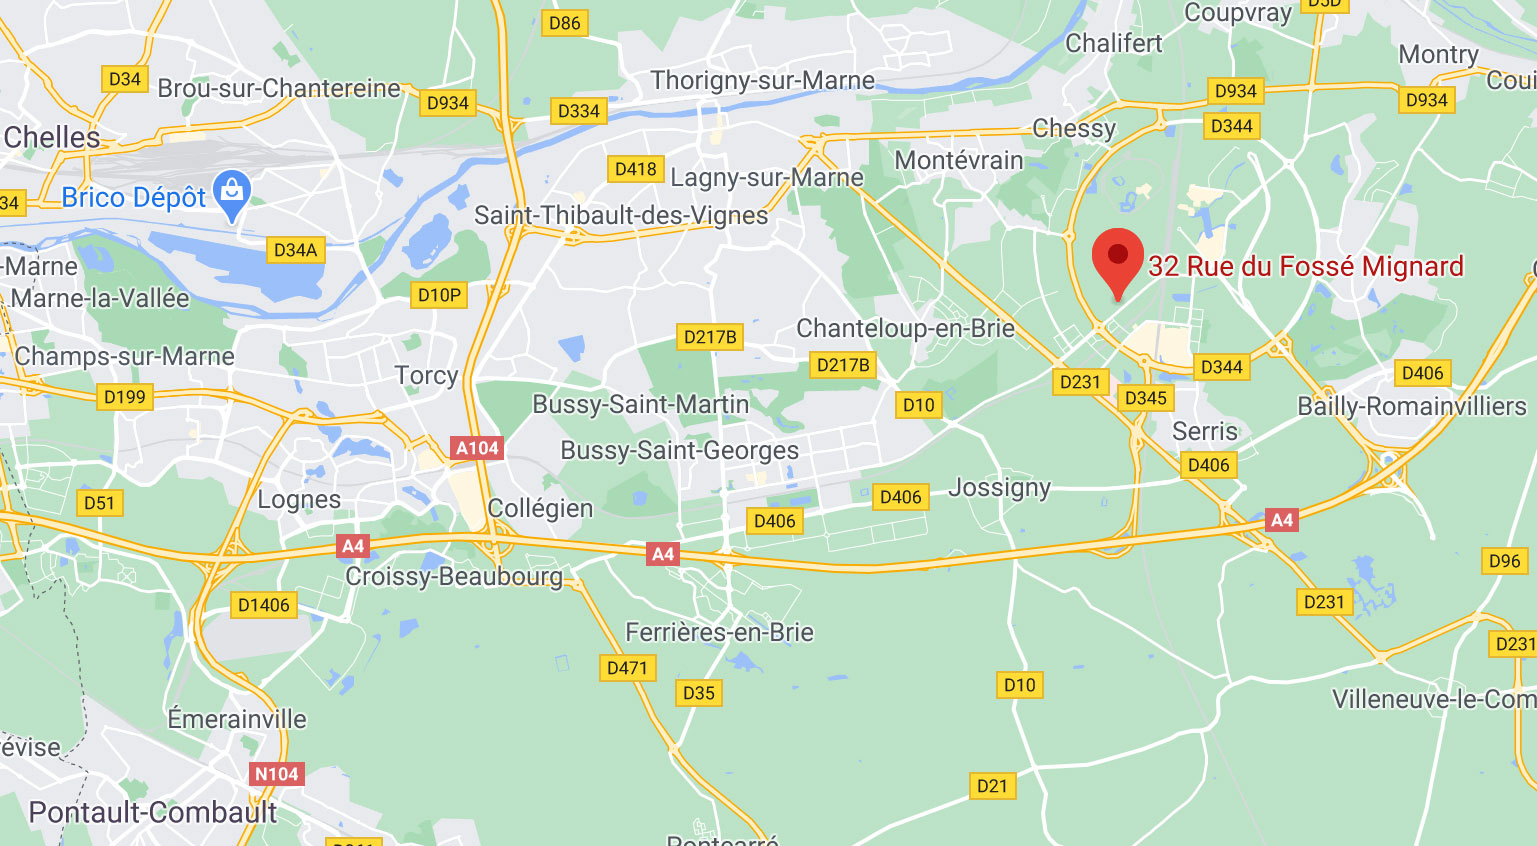 D86
Coupvray
D5D
Chalifert
Montry
D34
Brou-sur-Chantereine
Thorigny-sur-Marne
D934
Coui
D934
D934
D334
D344
Chelles
Chessy
D418
Montévrain
Lagny-sur-Marne
34
Brico Dépôt
Saint-Thibault-des-Vignes
D34A
-Marne
32 Rue du Fossé Mignard
Marne-la-Vallée
D10P
Chanteloup-en-Brie
D217B
Champs-sur-Marne
D217B
Torcy
D344
D406
D231
D199
D345
Bussy-Saint-Martin
D10
Bailly-Romainvilliers
Serris
A104
Bussy-Saint-Georges
D406
Jossigny
Lognes
D51
D406
Collégien
D406
A4
A4
A4
D96
Croissy-Beaubourg
D1406
D231
Ferrières-en-Brie
D231
D471
D10
D35
Villeneuve-le-Com
Émerainville
évise
N104
D21
Pontault-Combault
Pontcarré